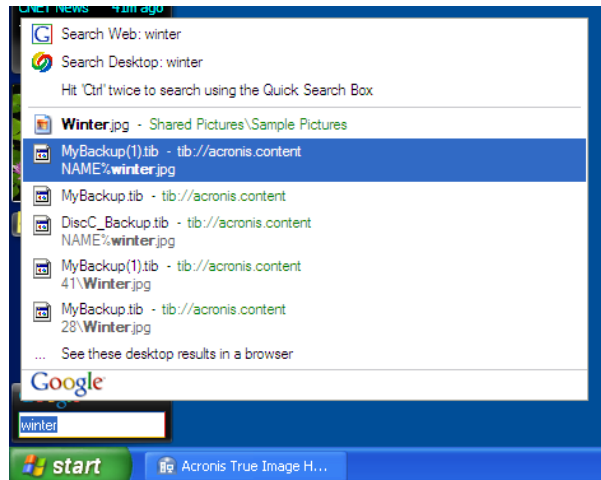 CNET News 41m ago
Search Web: winter
Search Desktop: winter
Hit 'Ctrl' twice to search using the Quick Search Box
Winter.jpg - Shared Pictures\Sample Pictures
MyBackup(1).tib - tib://acronis.content
NAME%winter.jpg
MyBackup.tib - tib://acronis.content
DiscC_Backup.tib - tib://acronis.content
NAME%winter.jpg
MyBackup(1).tib - tib://acronis.content
41\Winter.jpg
MyBackup.tib - tib://acronis.content
28\Winter.jpg
... See these desktop results in a browser
Google
winter
start Acronis True Image H...